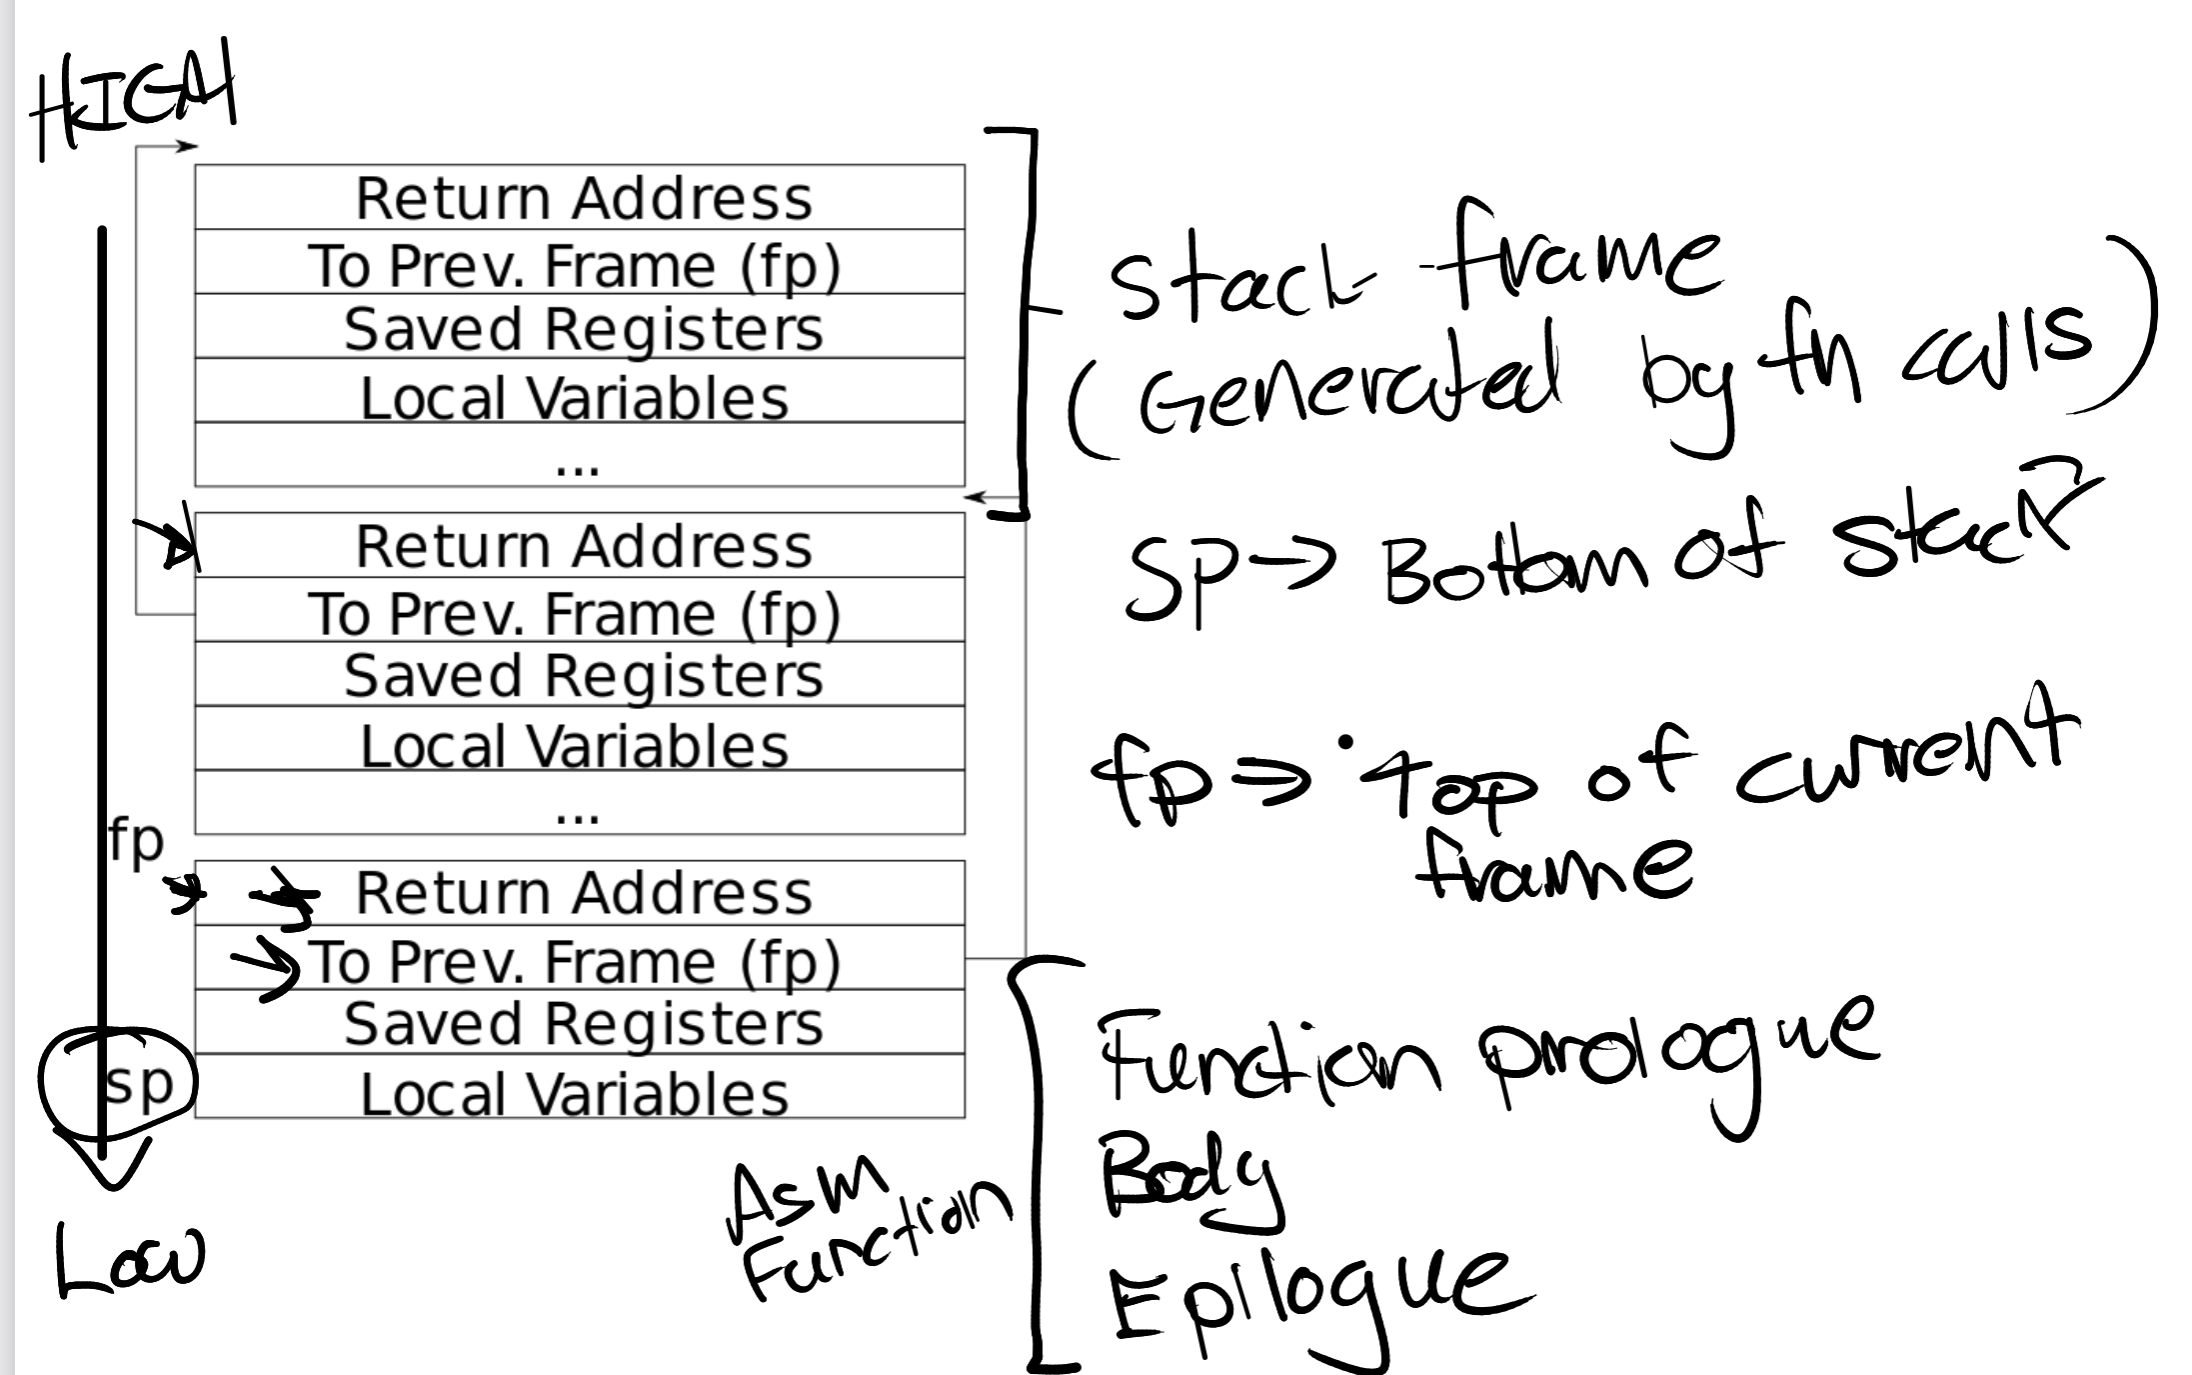 HIGH
Return Address
To Prev. Frame (fp)
Saved Registers
Local Variables
...
Stack frame
(Generated by fn calls)
Return Address
To Prev. Frame (fp)
Saved Registers
Local Variables
...
sp → Bottom of stack
fp ⇒ Top of current
frame
fp
Return Address
To Prev. Frame (fp)
Saved Registers
Local Variables
sp
Low
Asm
Function
Function prologue
Body
Epilogue